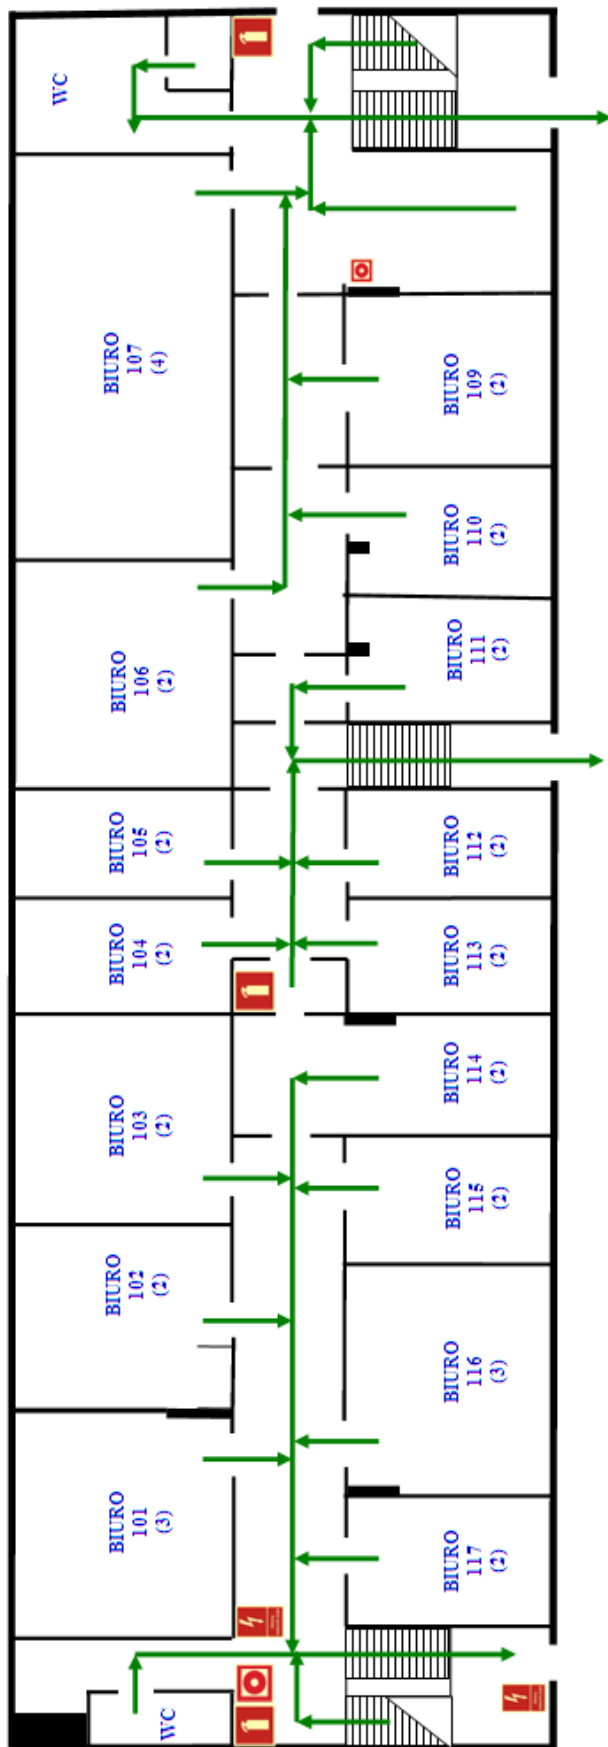 WC
BIURO
107
(4)
BIURO
109
(2)
BIURO
110
(2)
BIURO
106
(2)
BIURO
111
(2)
BIURO
105
(2)
BIURO
112
(2)
BIURO
104
(2)
BIURO
113
(2)
BIURO
103
(2)
BIURO
114
(2)
BIURO
115
(2)
BIURO
102
(2)
BIURO
116
(3)
BIURO
101
(3)
BIURO
117
(2)
WC